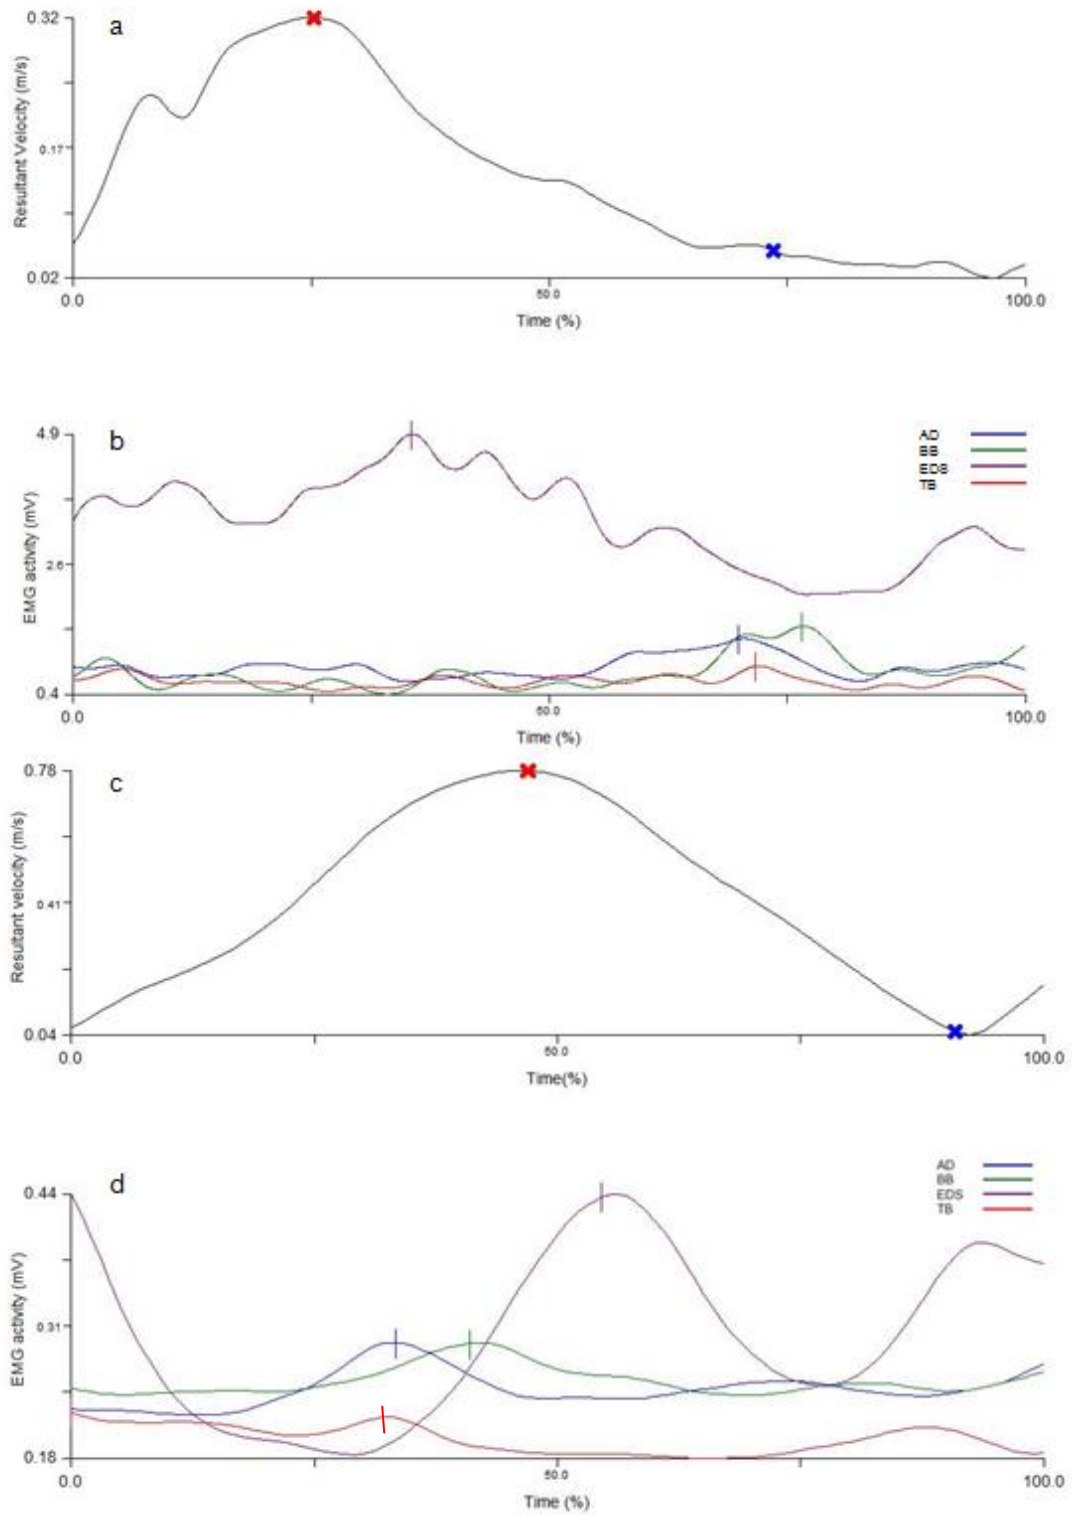 a
0.32
0.17
0.02
Resultant Velocity (m/s)
0.0
50.0
100.0
Time (%)
b
4.9
2.6
0.4
EMG activity (mV)
AD
BB
EDS
TB
0.0
50.0
100.0
Time (%)
c
0.78
0.41
0.04
Resultant velocity (m/s)
0.0
50.0
100.0
Time(%)
d
0.44
0.31
0.18
EMG activity (mV)
AD
BB
EDS
TB
0.0
50.0
100.0
Time (%)